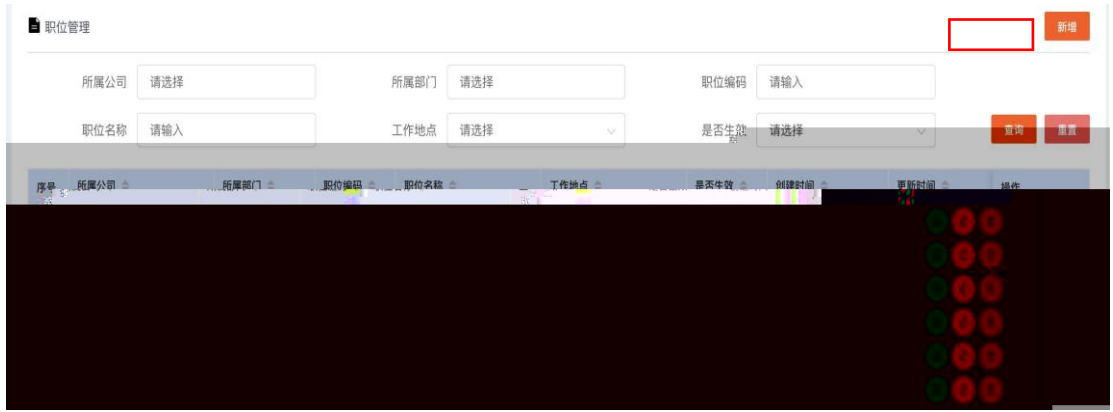 职位管理 新增
所属公司 请选择 所属部门 请选择 职位编码 请输入
职位名称 请输入 工作地点 请选择 是否生效 请选择 查询 重置
序号 所属公司 所属部门 职位编码 职位名称 工作地点 是否生效 创建时间 更新时间 操作